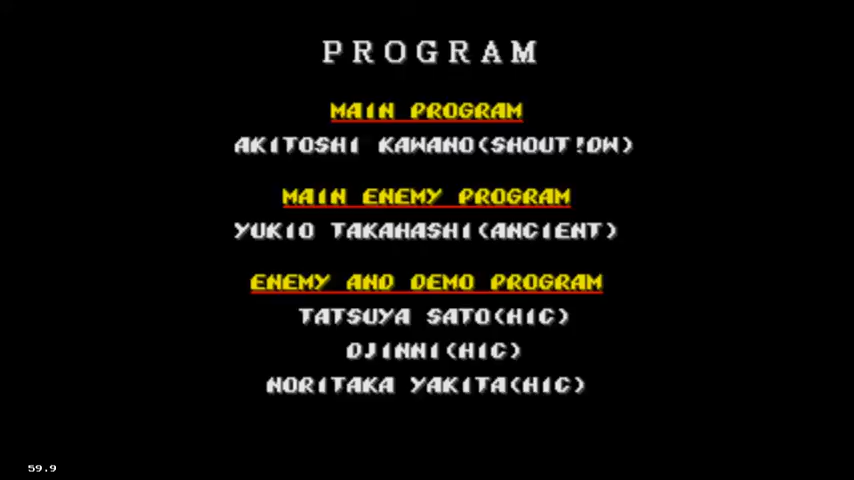 PROGRAM
MAIN PROGRAM
AKITOSHI KAWANO(SHOUT!DW)
MAIN ENEMY PROGRAM
YUKIO TAKAHASHI(ANCIENT)
ENEMY AND DEMO PROGRAM
TATSUYA SATO(HIC)
DJINNI(HIC)
NORITAKA YAKITA(HIC)
59.9